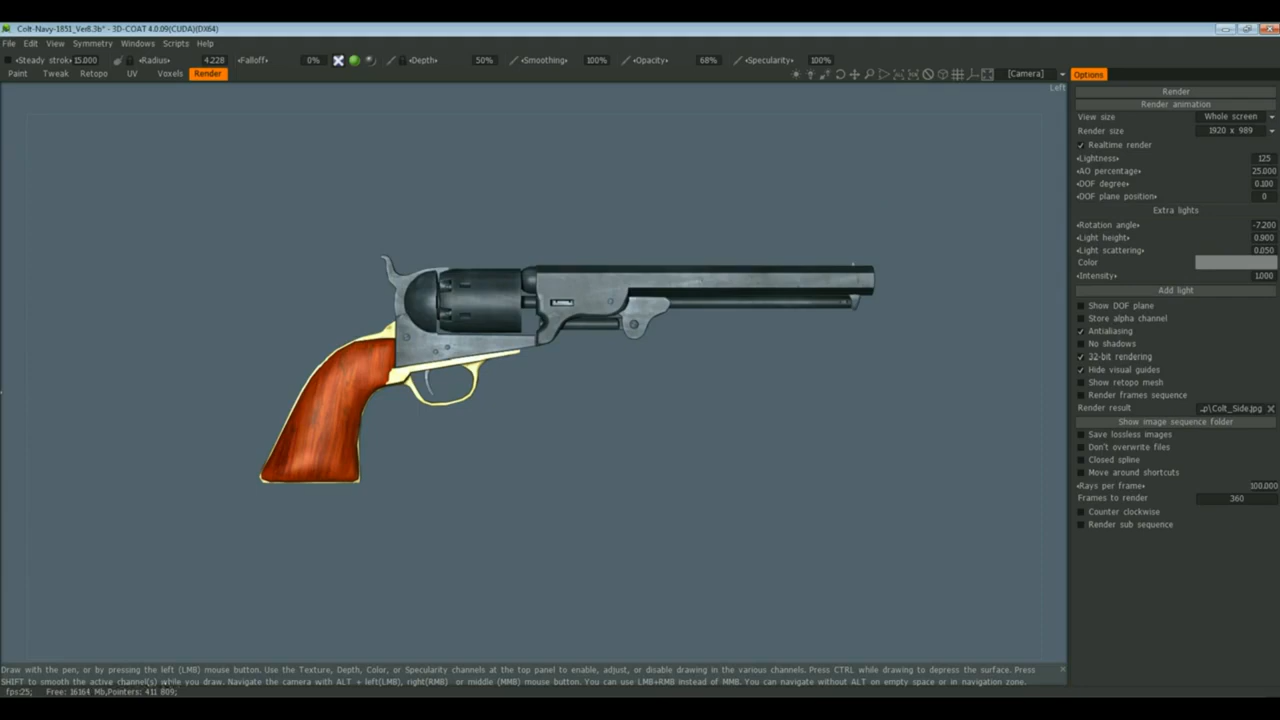 Colt-Navy-1851_Ver8.3b* - 3D-COAT 4.0.09(CUDA)(DX64)
File Edit View Symmetry Windows Scripts Help
Steady stroke 15.000 Radius 4.228 Falloff 0% Depth 50% Smoothing 100% Opacity 68% Specularity 100%
Paint Tweak Retopo UV Voxels Render [Camera] Options
Left
Render
Render animation
View size Whole screen
Render size 1920 x 989
Realtime render
Lightness 125
AO percentage 25.000
DOF degree 0.100
DOF plane position 0
Extra lights
Rotation angle -7.200
Light height 0.900
Light scattering 0.050
Color
Intensity 1.000
Add light
Show DOF plane
Store alpha channel
Antialiasing
No shadows
32-bit rendering
Hide visual guides
Show retopo mesh
Render frames sequence
Render result ..p\Colt_Side.jpg
Show image sequence folder
Save lossless images
Don't overwrite files
Closed spline
Move around shortcuts
Rays per frame 100.000
Frames to render 360
Counter clockwise
Render sub sequence
Draw with the pen, or by pressing the left (LMB) mouse button. Use the Texture, Depth, Color, or Specularity channels at the top panel to enable, adjust, or disable drawing in the various channels. Press CTRL while drawing to depress the surface. Press
SHIFT to smooth the active channel(s) while you draw. Navigate the camera with ALT + left(LMB), right(RMB) or middle (MMB) mouse button. You can use LMB+RMB instead of MMB. You can navigate without ALT on empty space or in navigation zone.
fps:25; Free: 16164 Mb,Pointers: 411 809;